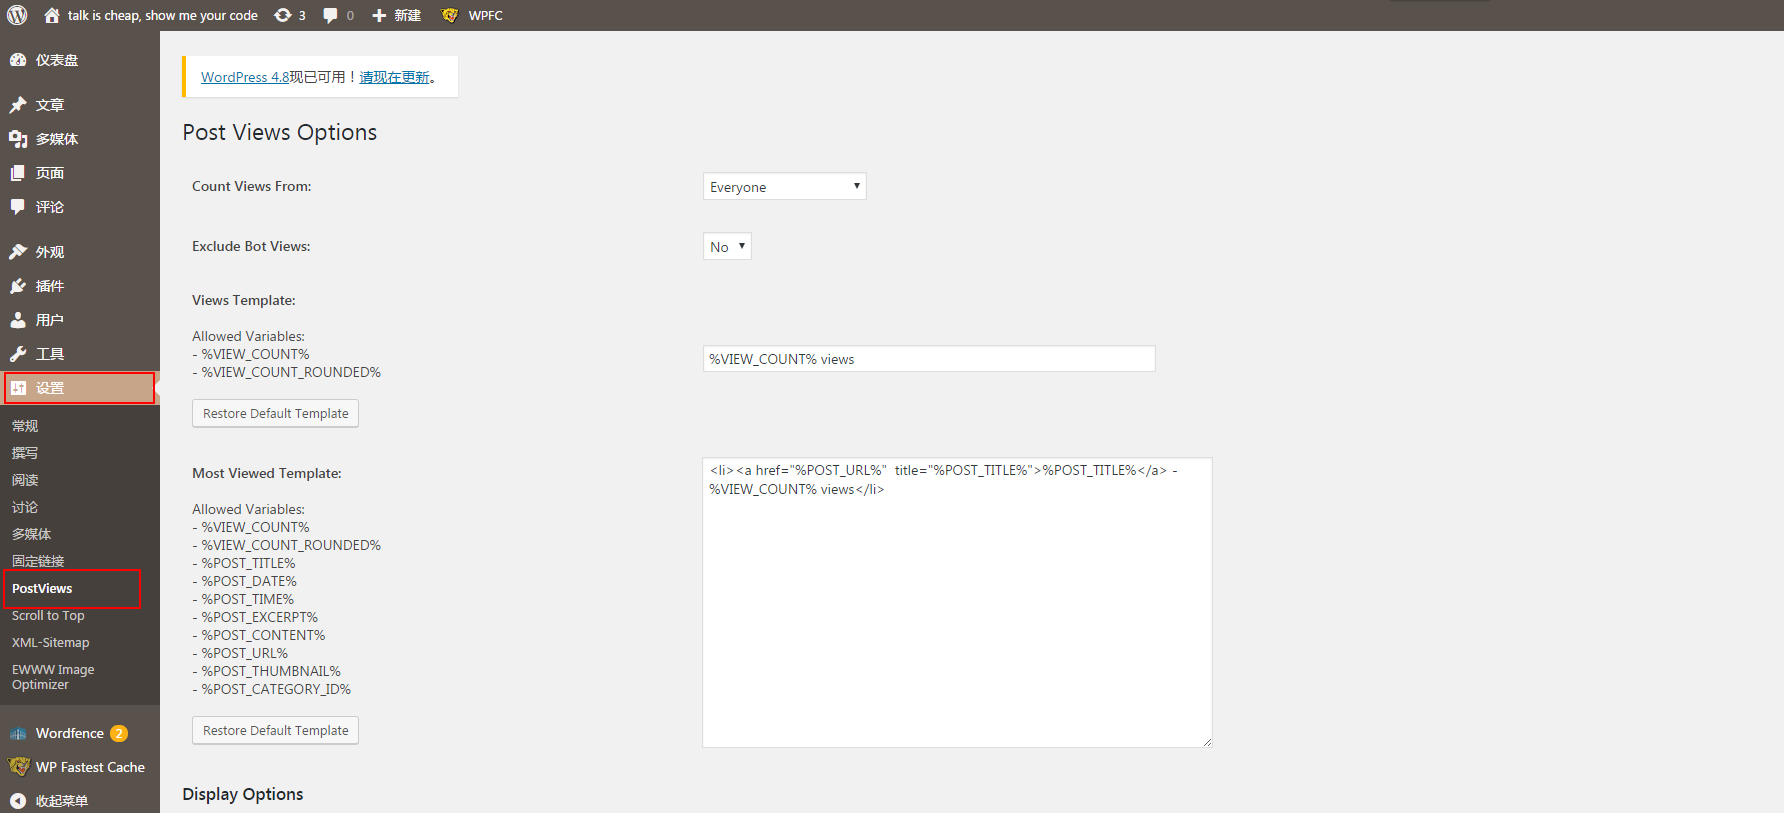 talk is cheap, show me your code
3
0
新建
WPFC
仪表盘
文章
多媒体
页面
评论
外观
插件
用户
工具
设置
常规
撰写
阅读
讨论
多媒体
固定链接
PostViews
Scroll to Top
XML-Sitemap
EWWW Image
Optimizer
Wordfence 2
WP Fastest Cache
收起菜单
WordPress 4.8现已可用！请现在更新。
Post Views Options
Count Views From:
Everyone
Exclude Bot Views:
No
Views Template:
Allowed Variables:
- %VIEW_COUNT%
- %VIEW_COUNT_ROUNDED%
%VIEW_COUNT% views
Restore Default Template
Most Viewed Template:
Allowed Variables:
- %VIEW_COUNT%
- %VIEW_COUNT_ROUNDED%
- %POST_TITLE%
- %POST_DATE%
- %POST_TIME%
- %POST_EXCERPT%
- %POST_CONTENT%
- %POST_URL%
- %POST_THUMBNAIL%
- %POST_CATEGORY_ID%
<li><a href="%POST_URL%"  title="%POST_TITLE%">%POST_TITLE%</a> -
%VIEW_COUNT% views</li>
Restore Default Template
Display Options